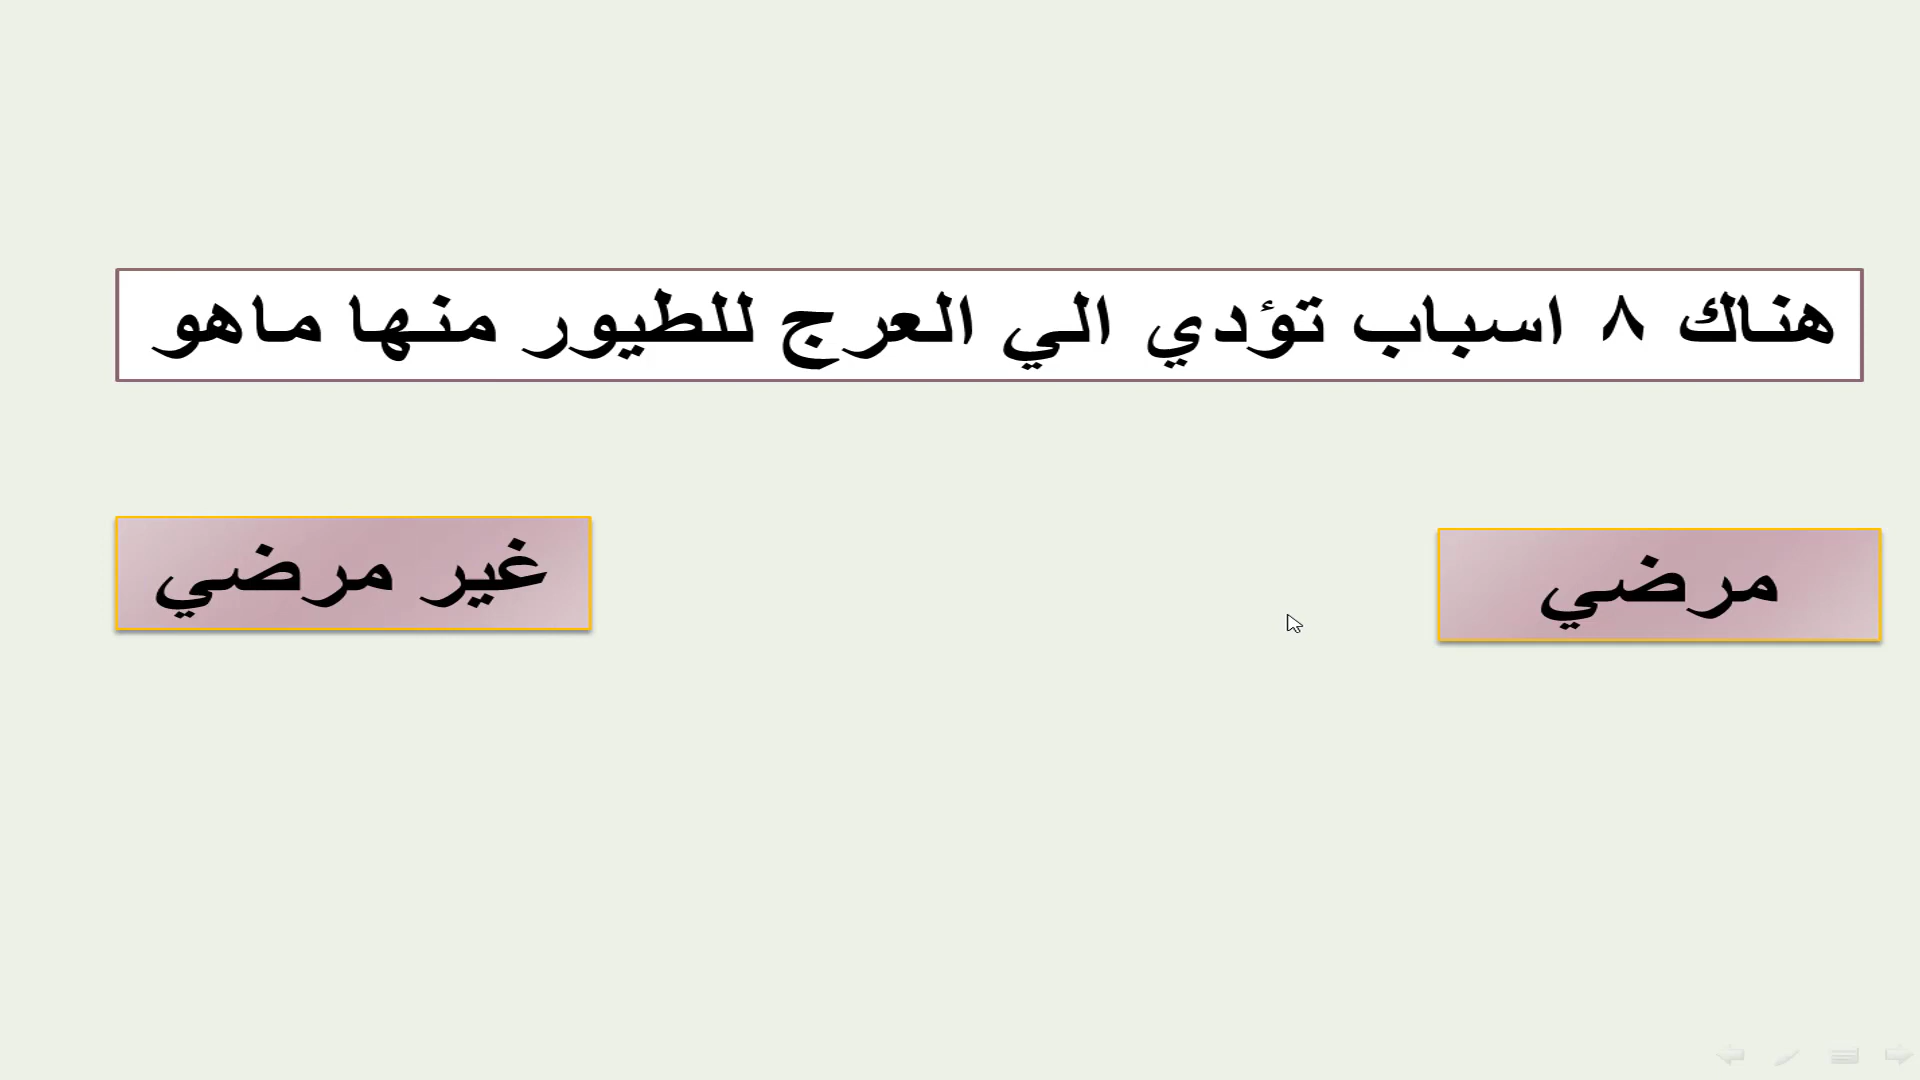 هناك ٨ اسباب تؤدي الي العرج للطيور منها ماهو
مرضي
غير مرضي